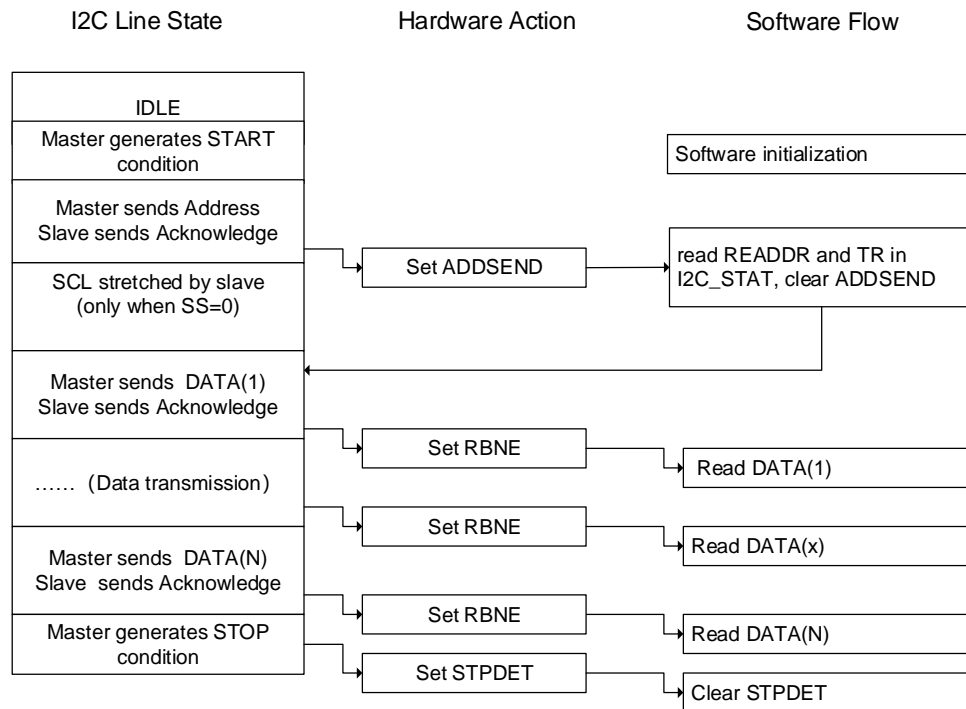 I2C Line State
Hardware Action
Software Flow
IDLE
Master generates START
condition
Software initialization
Master sends Address
Slave sends Acknowledge
Set ADDSEND
read READDR and TR in
I2C_STAT, clear ADDSEND
SCL stretched by slave
(only when SS=0)
Master sends DATA(1)
Slave sends Acknowledge
Set RBNE
Read DATA(1)
…… (Data transmission)
Set RBNE
Read DATA(x)
Master sends DATA(N)
Slave sends Acknowledge
Set RBNE
Read DATA(N)
Master generates STOP
condition
Set STPDET
Clear STPDET